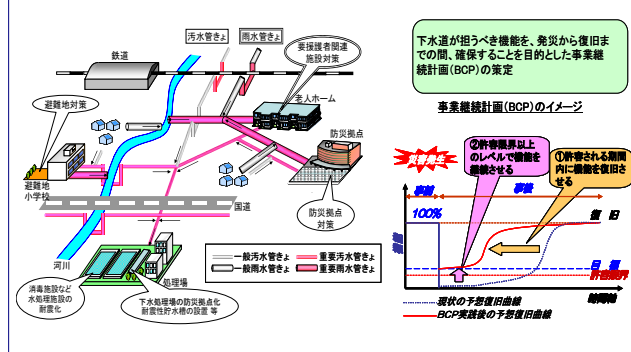 汚水管きょ
雨水管きょ
要援護者関連
施設対策
鉄道
避難地対策
老人ホーム
防災拠点
避難地
小学校
国道
防災拠点
対策
河川
処理場
一般汚水管きょ
重要汚水管きょ
一般雨水管きょ
重要雨水管きょ
消毒施設など
水処理施設の
耐震化
下水処理場の防災拠点化
耐震性貯水槽の設置 等
下水道が担うべき機能を、発災から復旧ま
での間、確保することを目的とした事業継
続計画(BCP)の策定
事業継続計画(BCP)のイメージ
災害発生
②許容限界以上
のレベルで機能を
継続させる
①許容される期間
内に機能を復旧さ
せる
事前
事後
100%
復 旧
機能
目 標
許容限界
時間軸
現状の予想復旧曲線
BCP実践後の予想復旧曲線